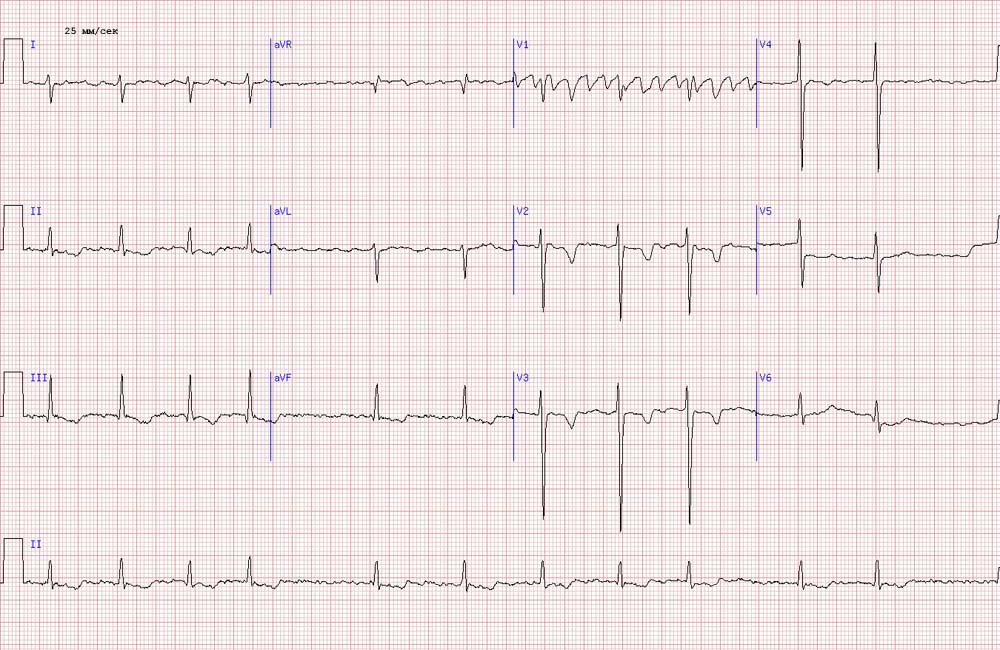 25 мм/сек
I aVR V1 V4
II aVL V2 V5
III aVF V3 V6
II